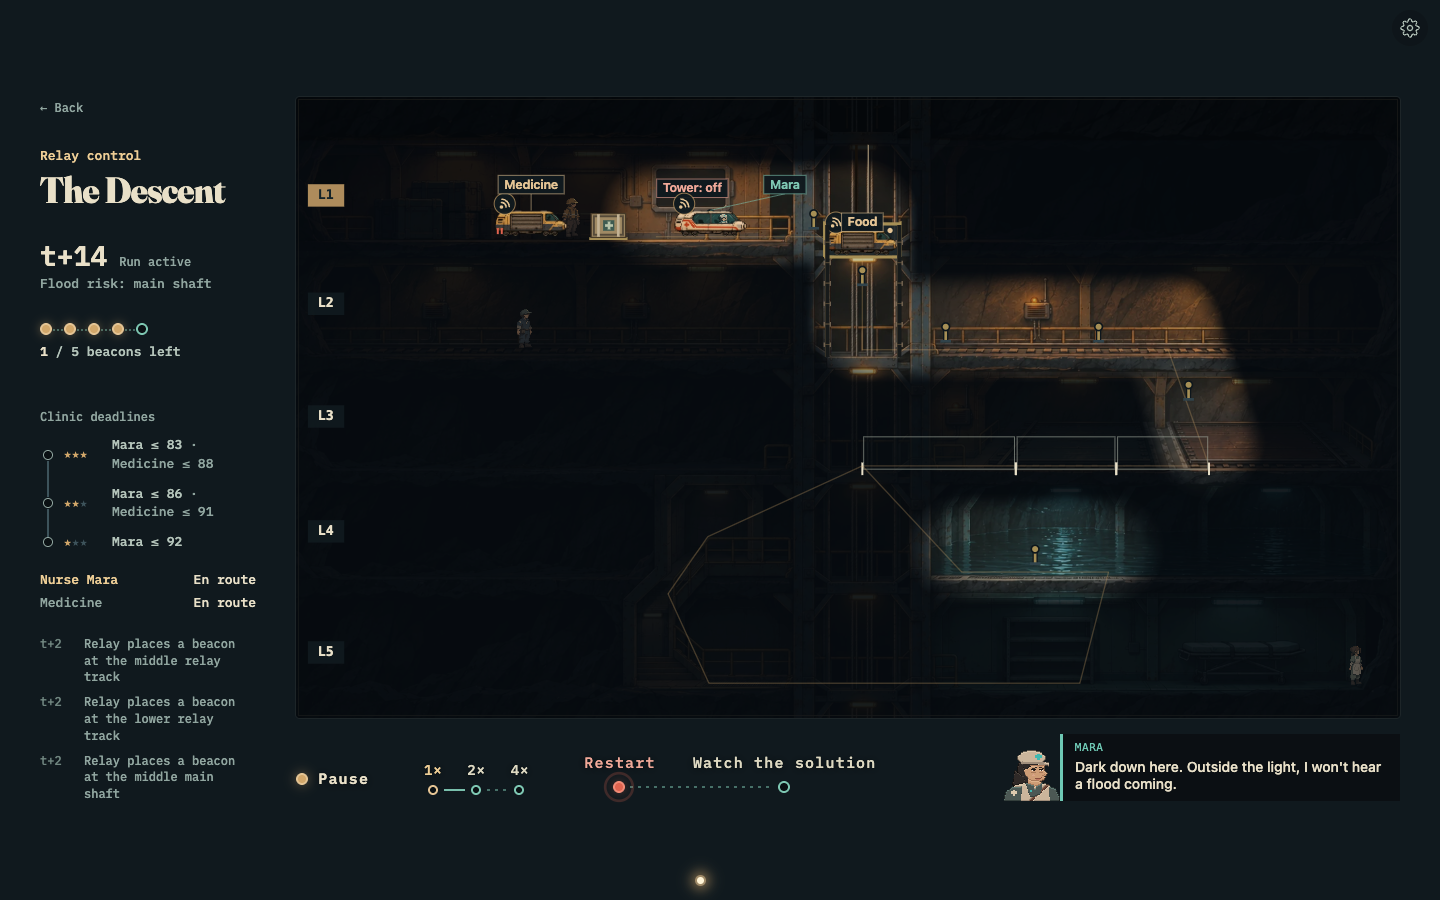 ← Back
Relay control
The Descent
t+14 Run active
Flood risk: main shaft
1 / 5 beacons left
Clinic deadlines
★★★ Mara ≤ 83 ·
Medicine ≤ 88
★★★ Mara ≤ 86 ·
Medicine ≤ 91
★★★ Mara ≤ 92
Nurse Mara En route
Medicine En route
t+2 Relay places a beacon
at the middle relay
track
t+2 Relay places a beacon
at the lower relay
track
t+2 Relay places a beacon
at the middle main
shaft
L1
Medicine
Tower: off
Mara
Food
L2
L3
L4
L5
Pause
1× 2× 4×
Restart
Watch the solution
MARA
Dark down here. Outside the light, I won't hear
a flood coming.